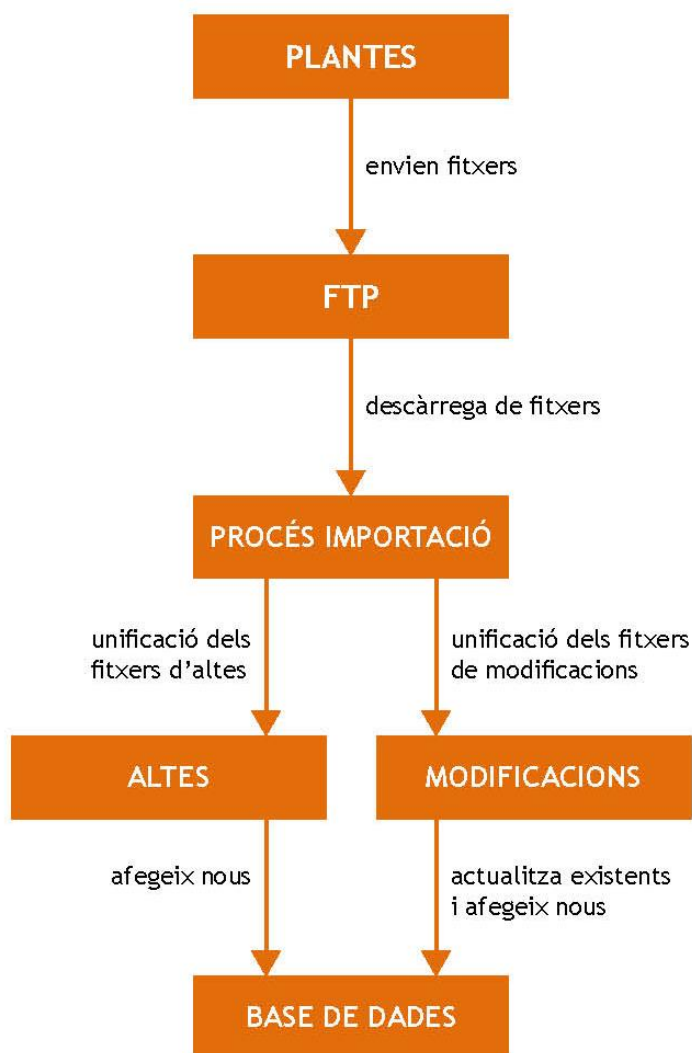 PLANTES
envien fitxers
FTP
descàrrega de fitxers
PROCÉS IMPORTACIÓ
unificació dels
fitxers d'altes
unificació dels fitxers
de modificacions
ALTES
MODIFICACIONS
afegeix nous
actualitza existents
i afegeix nous
BASE DE DADES